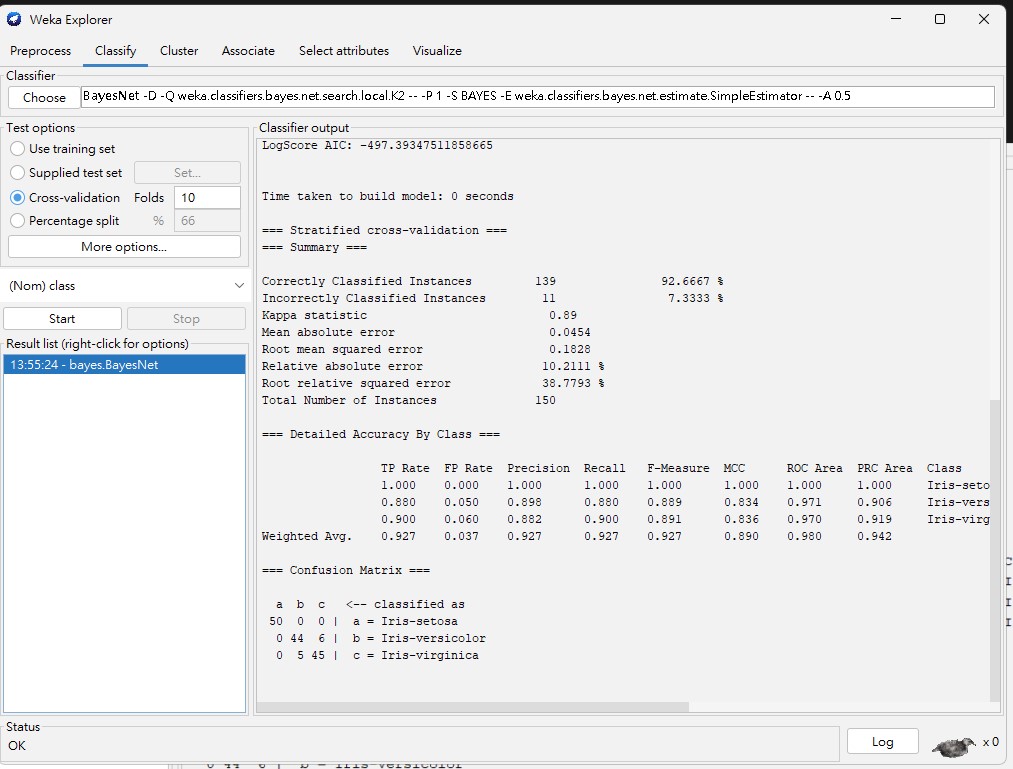 Weka Explorer
Preprocess Classify Cluster Associate Select attributes Visualize
Classifier
Choose BayesNet -D -Q weka.classifiers.bayes.net.search.local.K2 -- -P 1 -S BAYES -E weka.classifiers.bayes.net.estimate.SimpleEstimator -- -A 0.5
Test options
Use training set
Supplied test set Set...
Cross-validation Folds 10
Percentage split % 66
More options...
(Nom) class
Start Stop
Result list (right-click for options)
13:55:24 - bayes.BayesNet
Classifier output
LogScore AIC: -497.39347511858665
Time taken to build model: 0 seconds
=== Stratified cross-validation ===
=== Summary ===
Correctly Classified Instances 139 92.6667 %
Incorrectly Classified Instances 11 7.3333 %
Kappa statistic 0.89
Mean absolute error 0.0454
Root mean squared error 0.1828
Relative absolute error 10.2111 %
Root relative squared error 38.7793 %
Total Number of Instances 150
=== Detailed Accuracy By Class ===
TP Rate FP Rate Precision Recall F-Measure MCC ROC Area PRC Area Class
1.000 0.000 1.000 1.000 1.000 1.000 1.000 1.000 Iris-seto
0.880 0.050 0.898 0.880 0.889 0.834 0.971 0.906 Iris-vers
0.900 0.060 0.882 0.900 0.891 0.836 0.970 0.919 Iris-virg
Weighted Avg. 0.927 0.037 0.927 0.927 0.927 0.890 0.980 0.942
=== Confusion Matrix ===
a b c <-- classified as
50 0 0 | a = Iris-setosa
0 44 6 | b = Iris-versicolor
0 5 45 | c = Iris-virginica
Status
OK
Log x 0